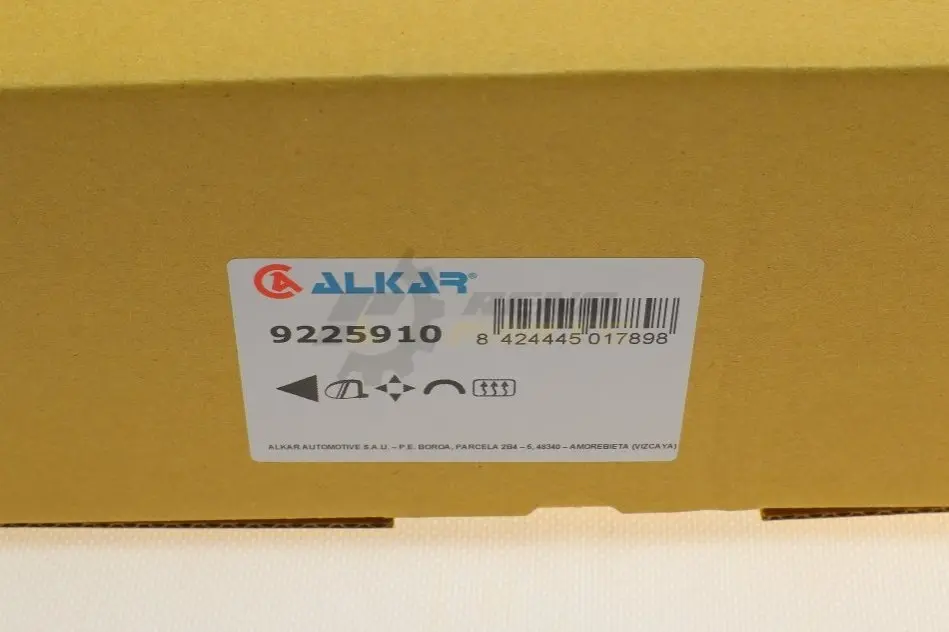 ALKAR®
9225910
8 424445 017898
ALKAR AUTOMOTIVE S.A.U. – P.E. BOROA, PARCELA 2B4 – 5, 48340 – AMOREBIETA (VIZCAYA)